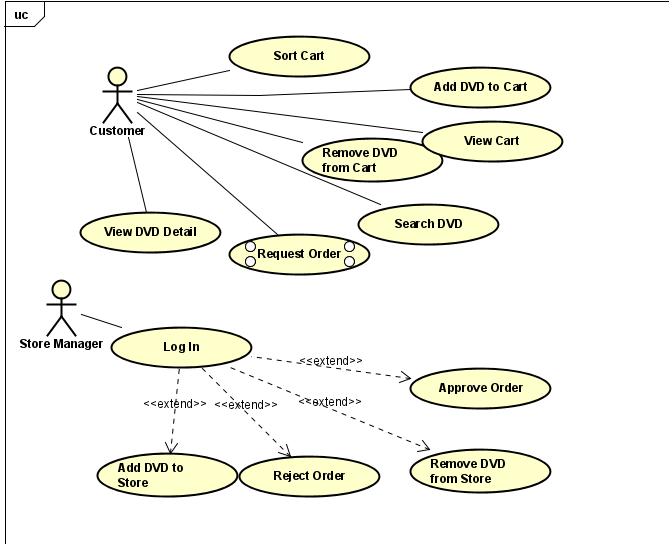 uc
Sort Cart
Add DVD to Cart
Customer
View Cart
Remove DVD
from Cart
Search DVD
View DVD Detail
Request Order
Store Manager
Log In
<<extend>>
Approve Order
<<extend>>
<<extend>>
<<extend>>
Add DVD to
Store
Reject Order
Remove DVD
from Store